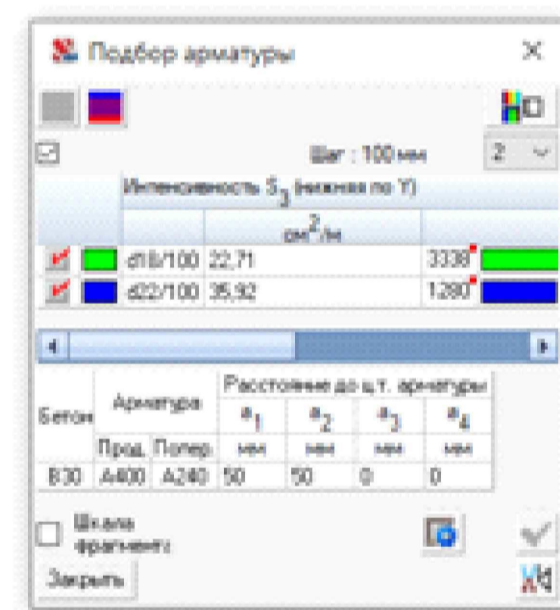 Подбор арматуры
Шаг : 100 мм 2
Интенсивность S3 (нижняя по Y)
см2/м
d18/100 22,71 3338
d22/100 35,92 1280
Бетон Арматура Расстояние до ц.т. арматуры
a1 a2 a3 a4
Прод. Попер. мм мм мм мм
B30 A400 A240 50 50 0 0
Шкала
фрагмента
Закрыть